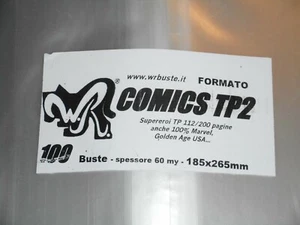 www.wrbuste.it FORMATO
WR ® COMICS TP2
Supereroi TP 112/200 pagine
anche 100% Marvel,
Golden Age USA...
100 Buste - spessore 60 my - 185x265mm